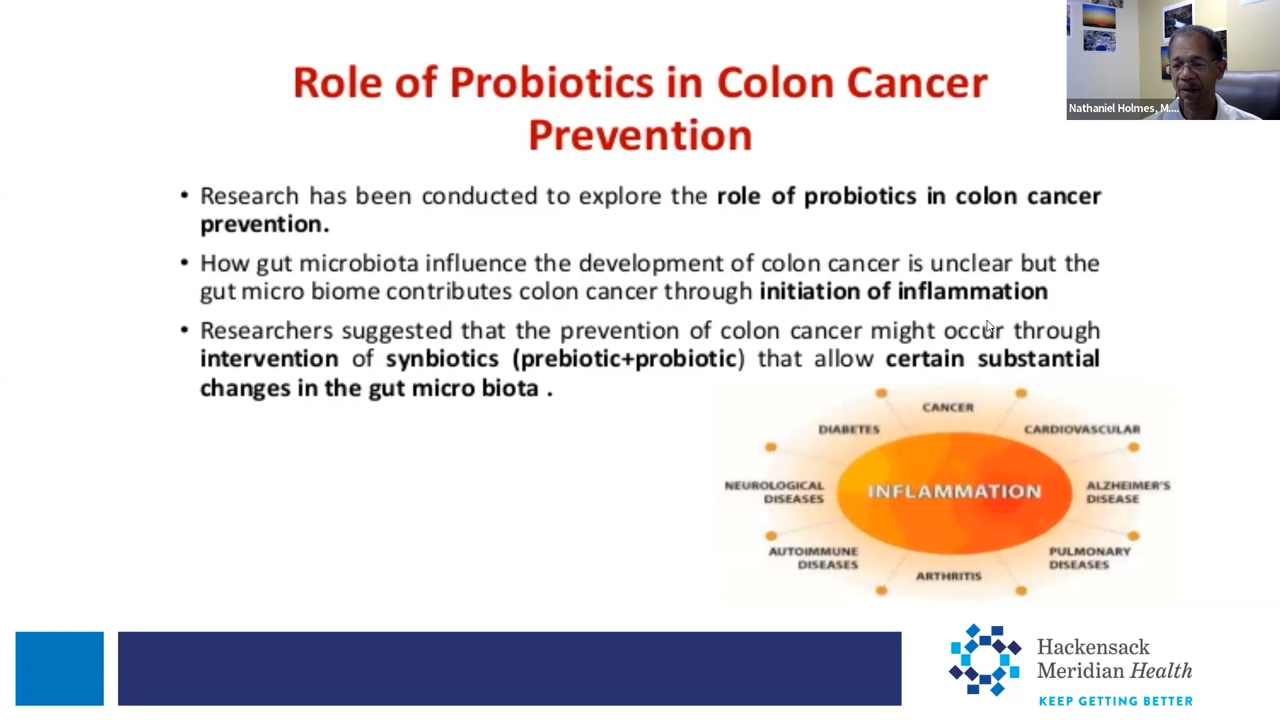 Role of Probiotics in Colon Cancer
Prevention
Nathaniel Holmes, M....
• Research has been conducted to explore the role of probiotics in colon cancer
prevention.
• How gut microbiota influence the development of colon cancer is unclear but the
gut micro biome contributes colon cancer through initiation of inflammation
• Researchers suggested that the prevention of colon cancer might occur through
intervention of synbiotics (prebiotic+probiotic) that allow certain substantial
changes in the gut micro biota .
CANCER
DIABETES
CARDIOVASCULAR
NEUROLOGICAL
DISEASES
INFLAMMATION
ALZHEIMER'S
DISEASE
AUTOIMMUNE
DISEASES
PULMONARY
DISEASES
ARTHRITIS
Hackensack
Meridian Health
KEEP GETTING BETTER